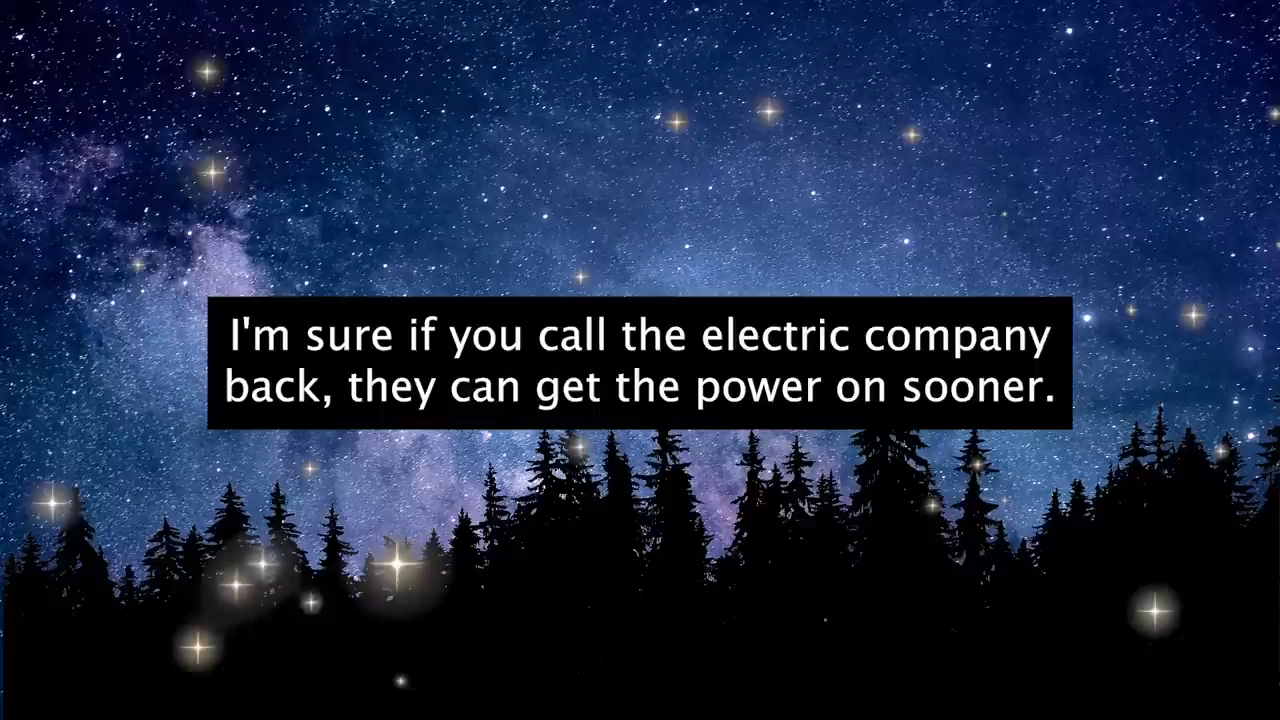 I'm sure if you call the electric company
back, they can get the power on sooner.